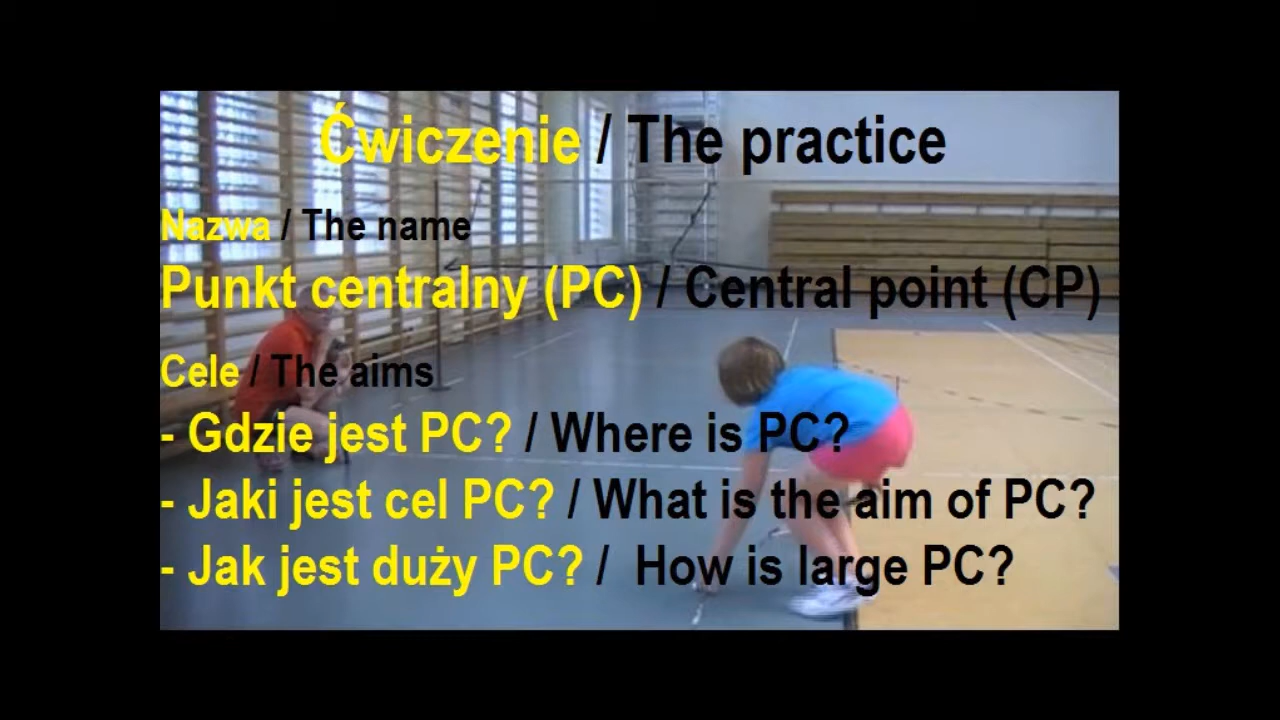 Ćwiczenie / The practice
Nazwa / The name
Punkt centralny (PC) / Central point (CP)
Cele / The aims
- Gdzie jest PC? / Where is PC?
- Jaki jest cel PC? / What is the aim of PC?
- Jak jest duży PC? / How is large PC?